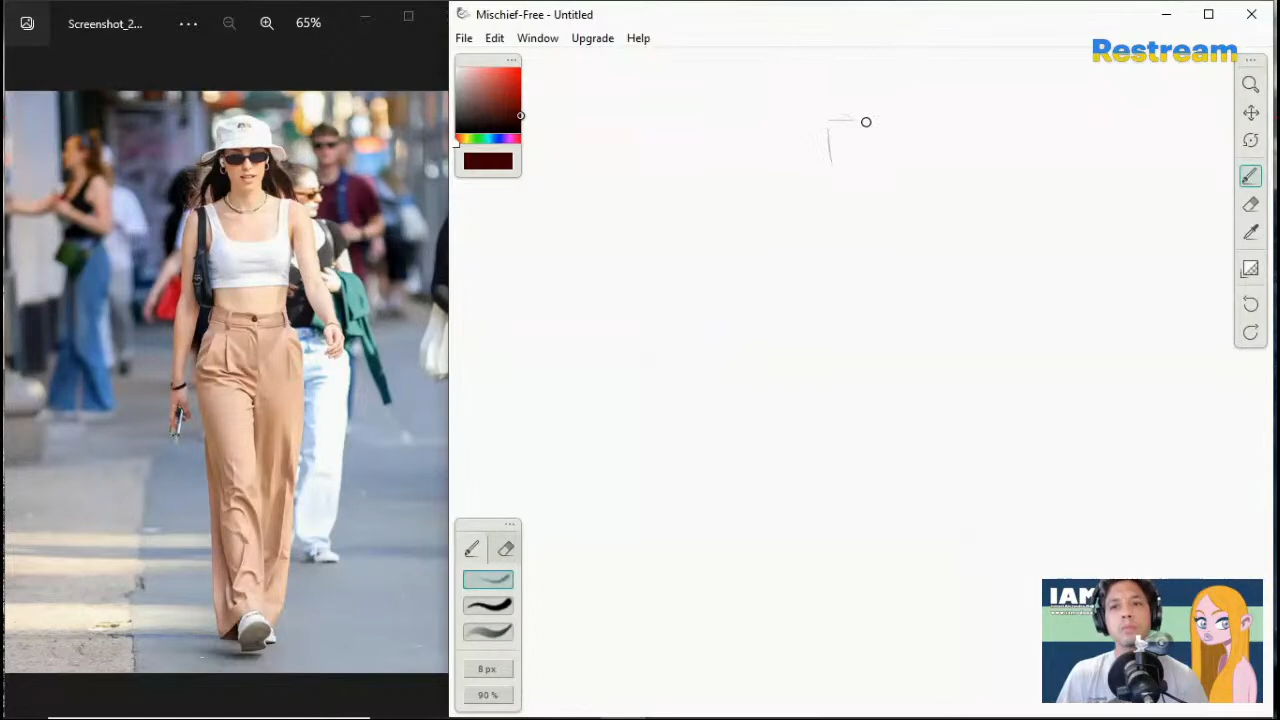 Screenshot_2...
65%
Mischief-Free - Untitled
File Edit Window Upgrade Help
Restream
8 px
90 %
IAM